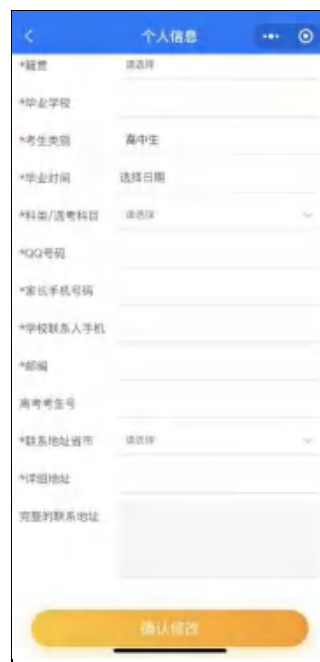 个人信息
*籍贯 请选择
*毕业学校
*考生类别 高中生
*毕业时间 选择日期
*科类/选考科目 请选择
*QQ号码
*家长手机号码
*学校联系人手机
*邮编
高考考生号
*联系地址省市 请选择
*详细地址
完整的联系地址
确认修改